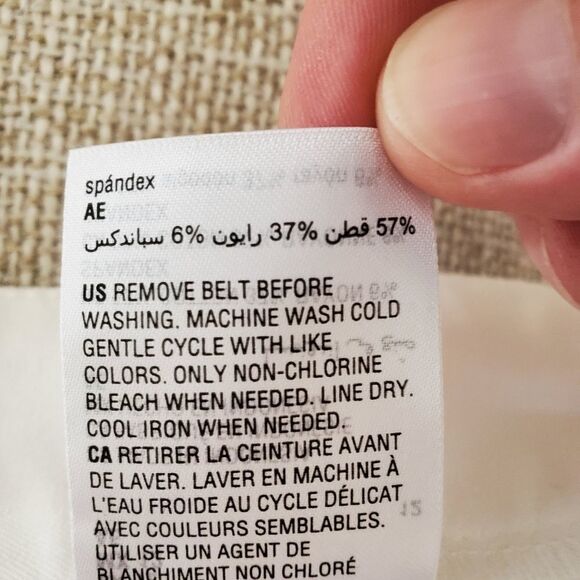 spándex
AE
57% قطن 37% رايون 6% سباندكس
US REMOVE BELT BEFORE
WASHING. MACHINE WASH COLD
GENTLE CYCLE WITH LIKE
COLORS. ONLY NON-CHLORINE
BLEACH WHEN NEEDED. LINE DRY.
COOL IRON WHEN NEEDED.
CA RETIRER LA CEINTURE AVANT
DE LAVER. LAVER EN MACHINE À
L'EAU FROIDE AU CYCLE DÉLICAT
AVEC COULEURS SEMBLABLES.
UTILISER UN AGENT DE
BLANCHIMENT NON CHLORÉ